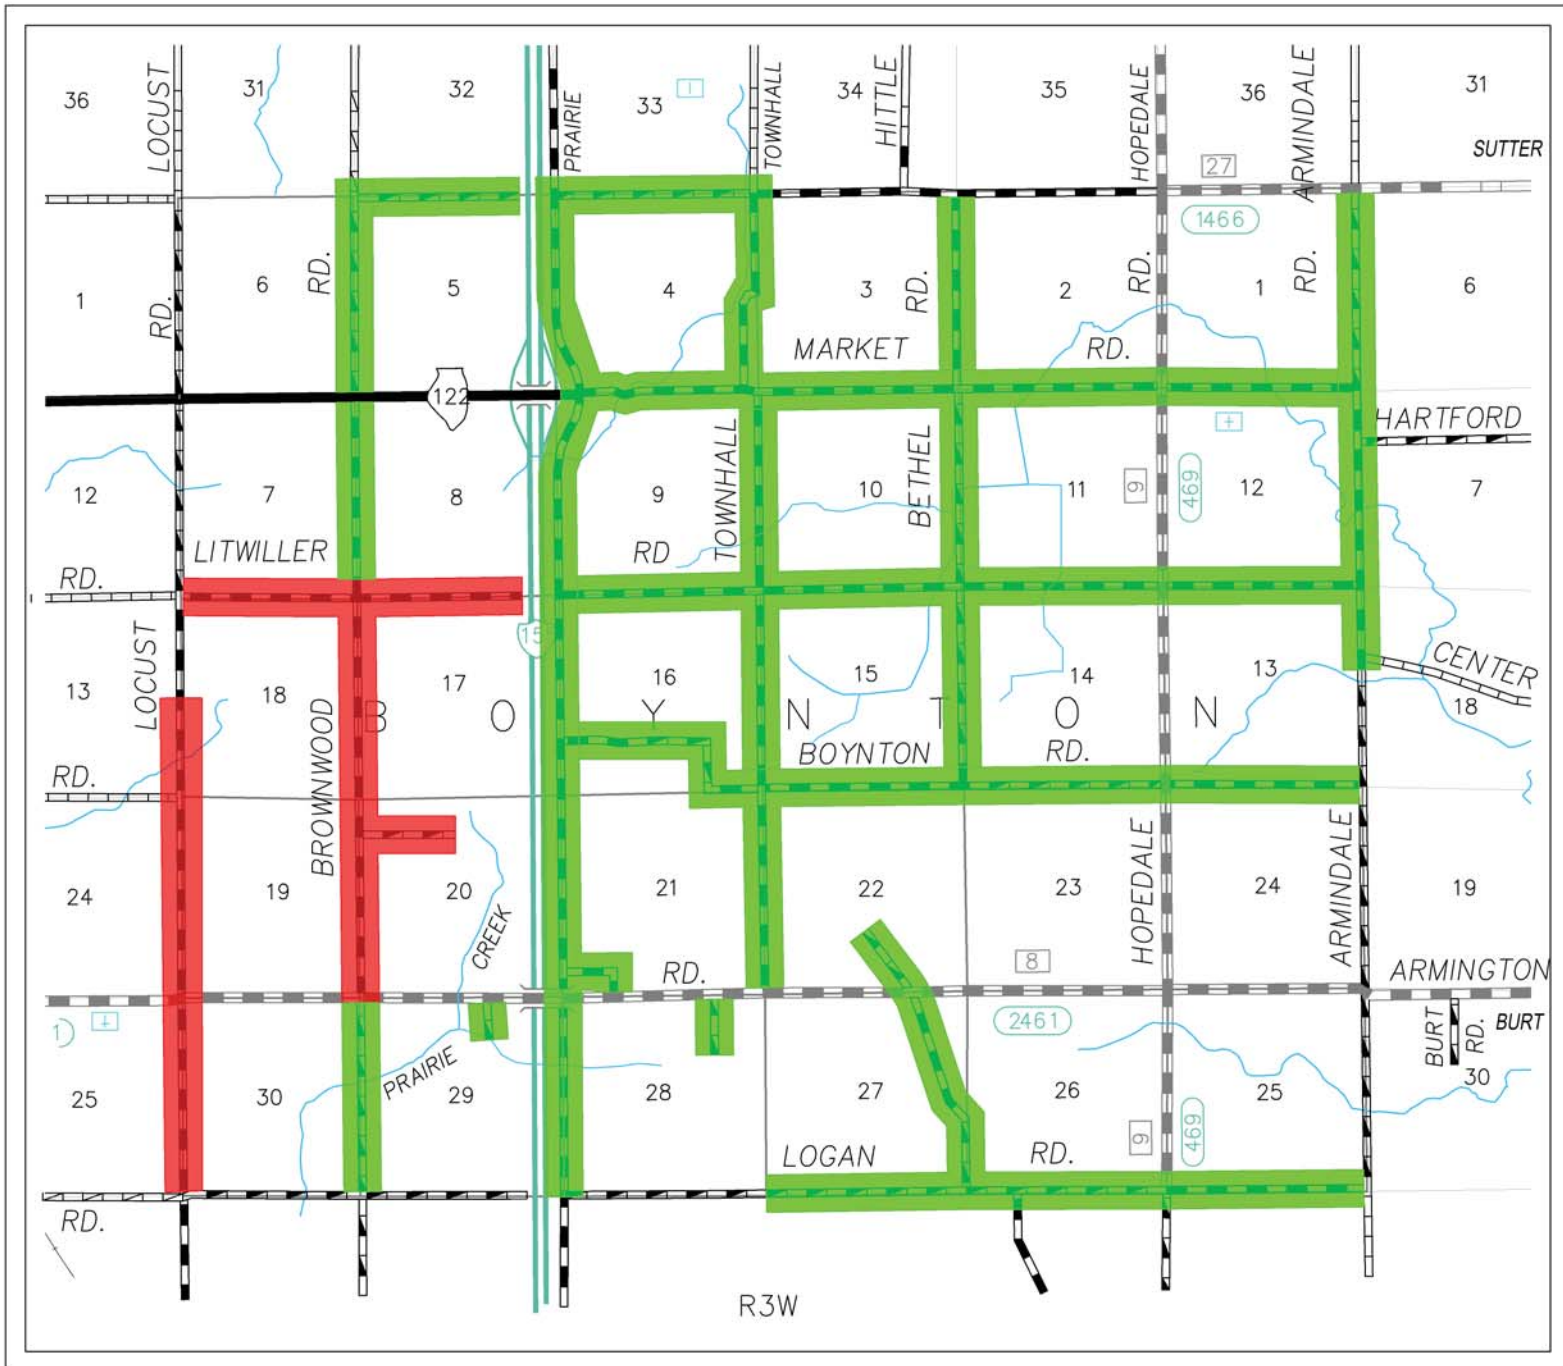 36
LOCUST
31
32
PRAIRIE
33
TOWNHALL
34
HITTLE
35
HOPEDALE
36
ARMINDALE
31
SUTTER
27
1466
1
RD.
6
RD.
5
4
3
RD.
2
RD.
1
RD.
6
MARKET
RD.
122
HARTFORD
12
7
8
9
TOWNHALL
10
BETHEL
11
9
469
12
7
LITWILLER
RD
RD.
155
LOCUST
13
18
BROWNWOOD
17
16
15
14
13
CENTER
18
B O Y N T O N
BOYNTON
RD.
RD.
24
19
20
CREEK
21
22
23
HOPEDALE
24
ARMINDALE
19
RD.
8
ARMINGTON
1
2461
BURT
RD.
BURT
25
30
PRAIRIE
29
28
27
26
9
469
25
30
LOGAN
RD.
RD.
R3W